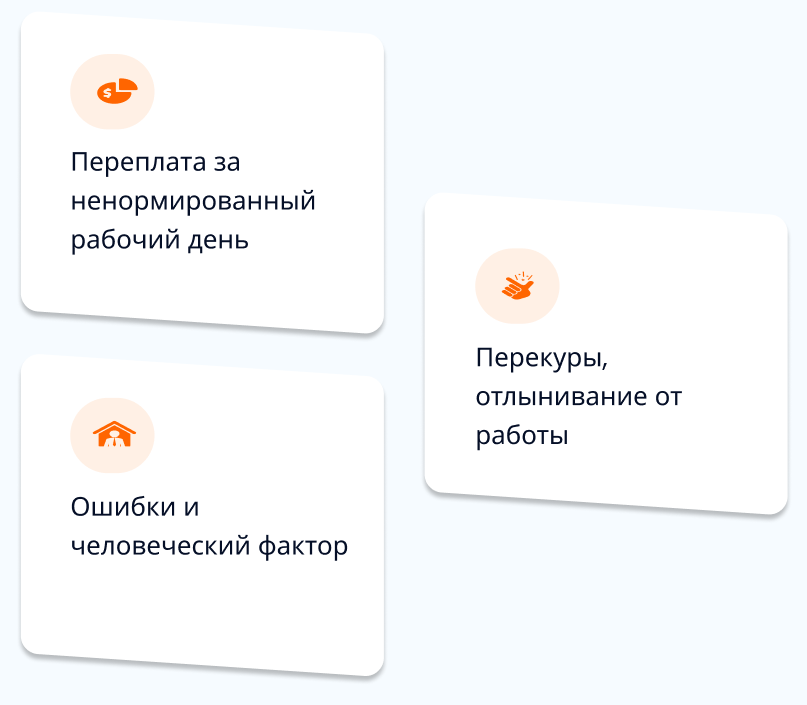 Переплата за
ненормированный
рабочий день
Перекуры,
отлынивание от
работы
Ошибки и
человеческий фактор